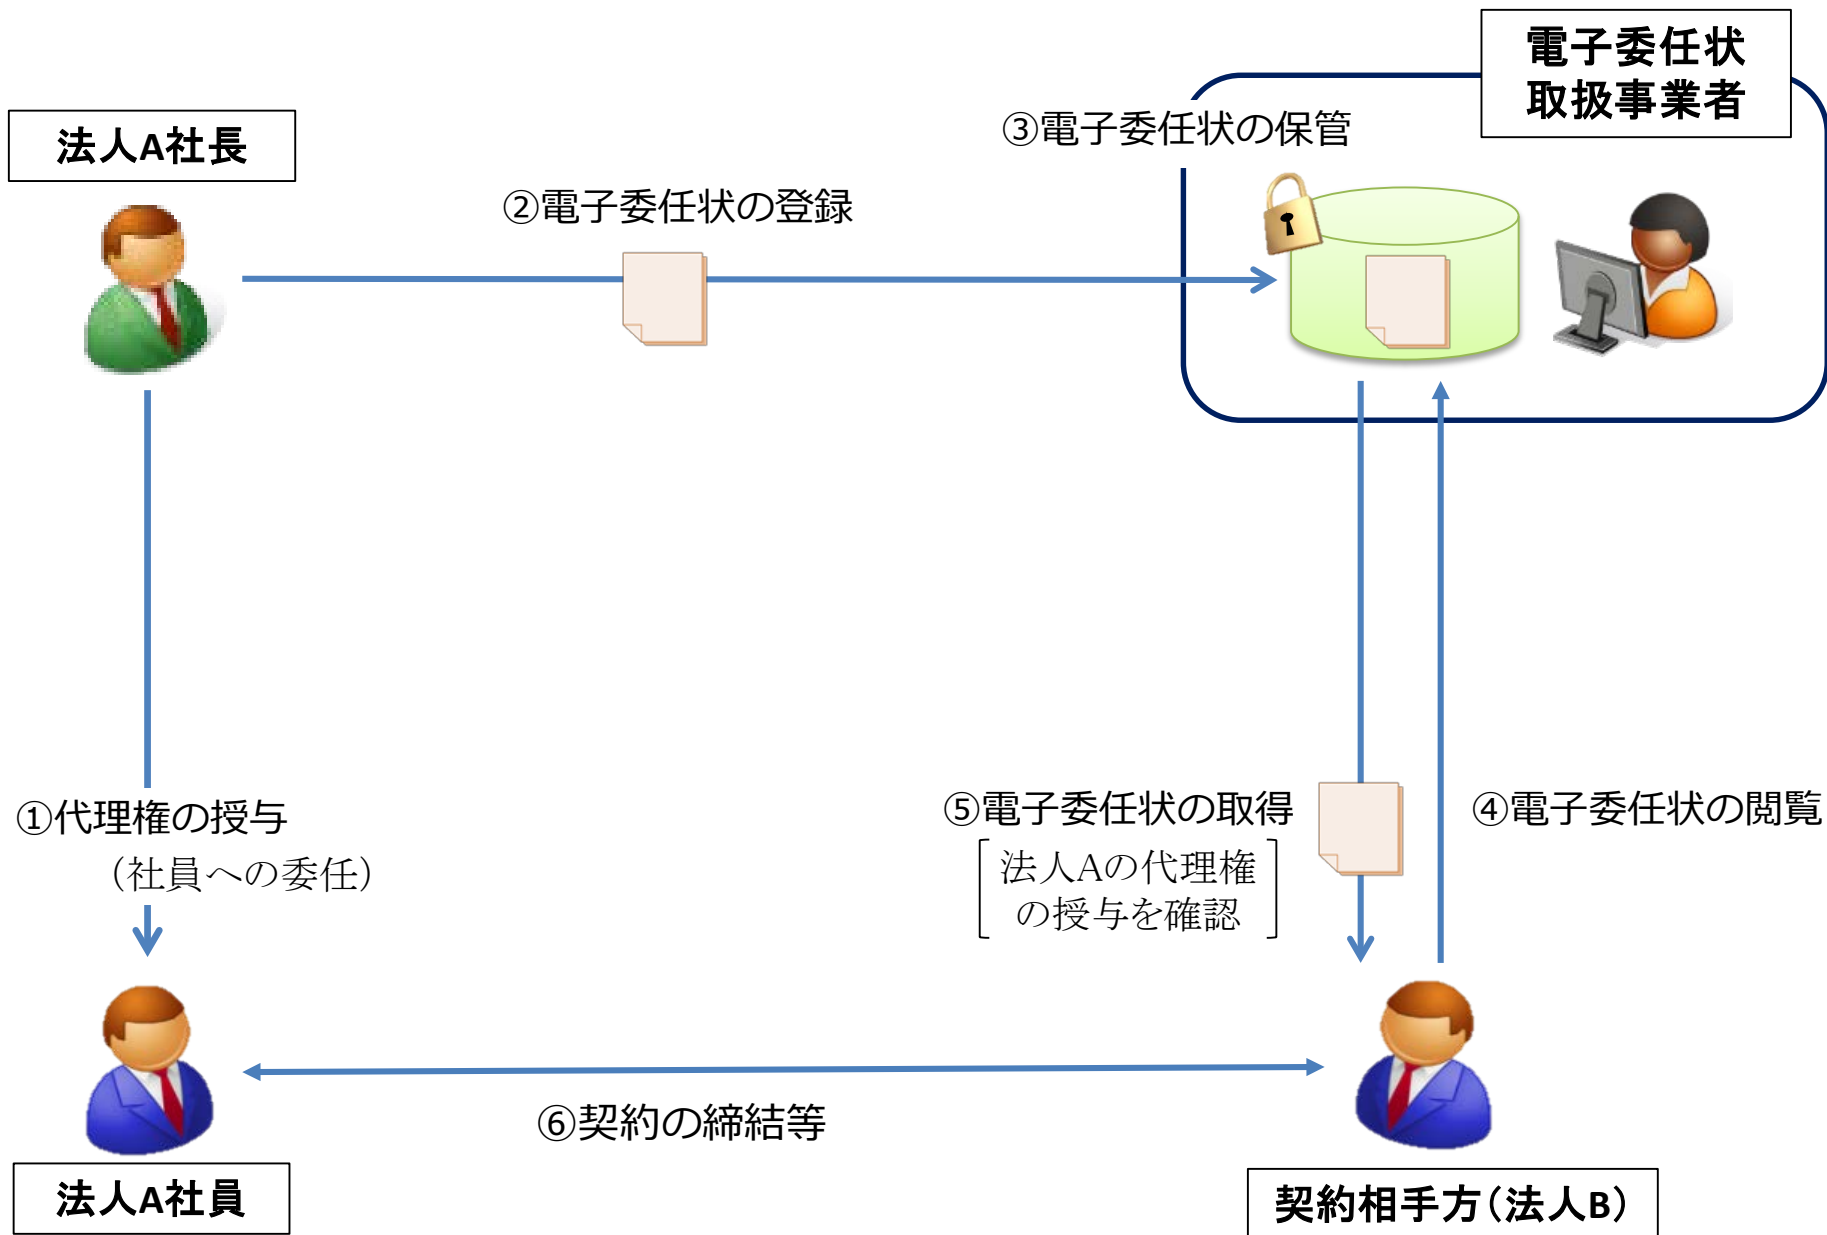 電子委任状
取扱事業者
法人A社長
③電子委任状の保管
②電子委任状の登録
①代理権の授与
（社員への委任）
⑤電子委任状の取得
法人Aの代理権
の授与を確認
④電子委任状の閲覧
⑥契約の締結等
法人A社員
契約相手方（法人B）